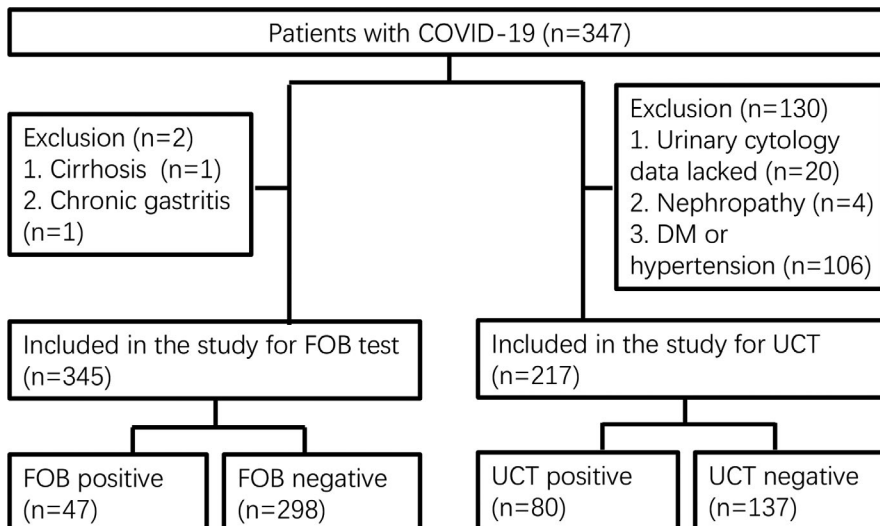 Patients with COVID-19 (n=347)
Exclusion (n=2)
1. Cirrhosis (n=1)
2. Chronic gastritis
(n=1)
Exclusion (n=130)
1. Urinary cytology
data lacked (n=20)
2. Nephropathy (n=4)
3. DM or
hypertension (n=106)
Included in the study for FOB test
(n=345)
Included in the study for UCT
(n=217)
FOB positive
(n=47)
FOB negative
(n=298)
UCT positive
(n=80)
UCT negative
(n=137)